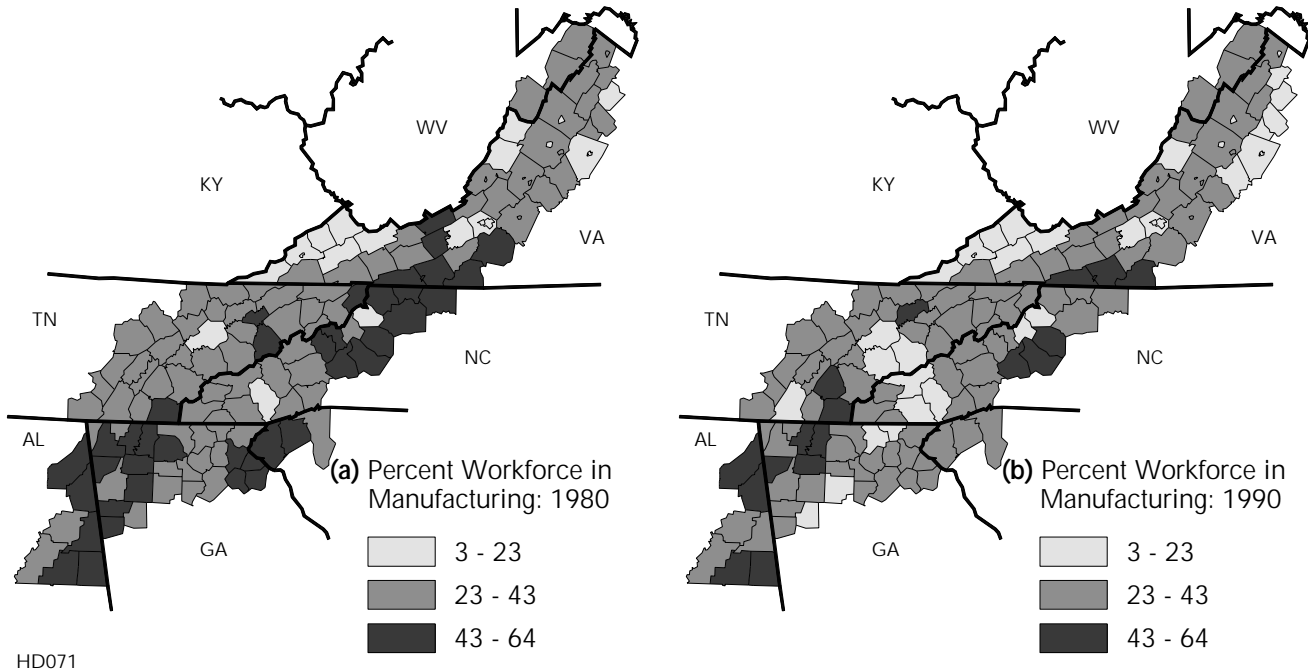 WV
KY
VA
TN
NC
AL
GA
(a) Percent Workforce in
Manufacturing: 1980
3 - 23
23 - 43
43 - 64
HD071
WV
KY
VA
TN
NC
AL
GA
(b) Percent Workforce in
Manufacturing: 1990
3 - 23
23 - 43
43 - 64